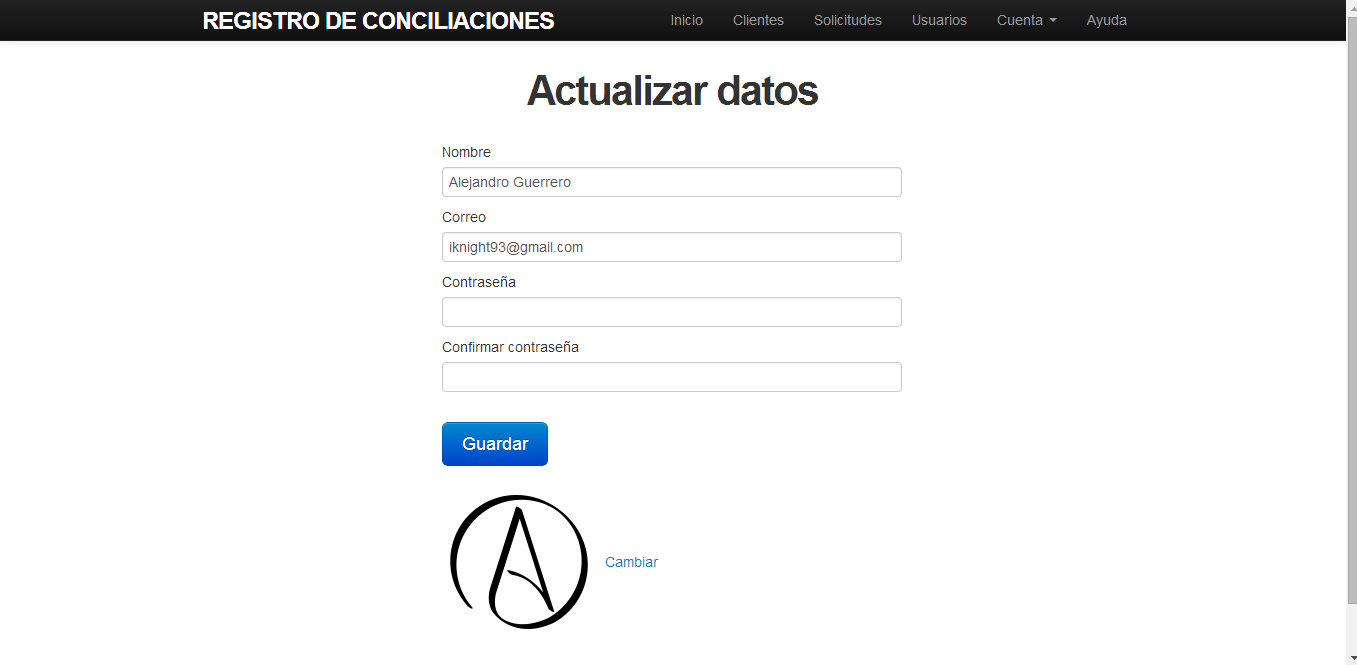 REGISTRO DE CONCILIACIONES Inicio Clientes Solicitudes Usuarios Cuenta Ayuda
Actualizar datos
Nombre
Alejandro Guerrero
Correo
iknight93@gmail.com
Contraseña
Confirmar contraseña
Guardar
Cambiar